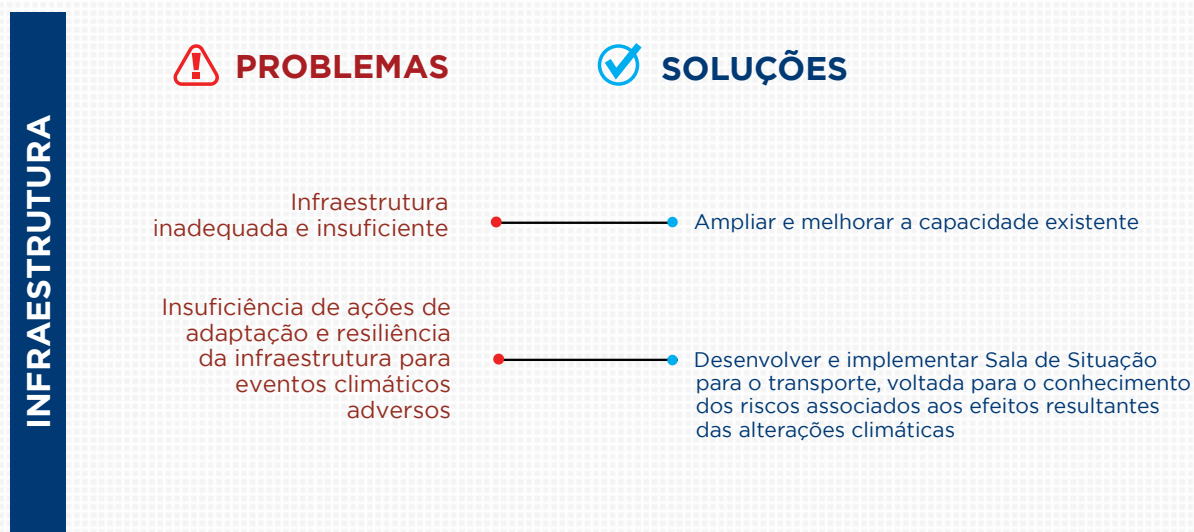 INFRAESTRUTURA
PROBLEMAS
SOLUÇÕES
Infraestrutura
inadequada e insuficiente
Ampliar e melhorar a capacidade existente
Insuficiência de ações de
adaptação e resiliência
da infraestrutura para
eventos climáticos
adversos
Desenvolver e implementar Sala de Situação
para o transporte, voltada para o conhecimento
dos riscos associados aos efeitos resultantes
das alterações climáticas